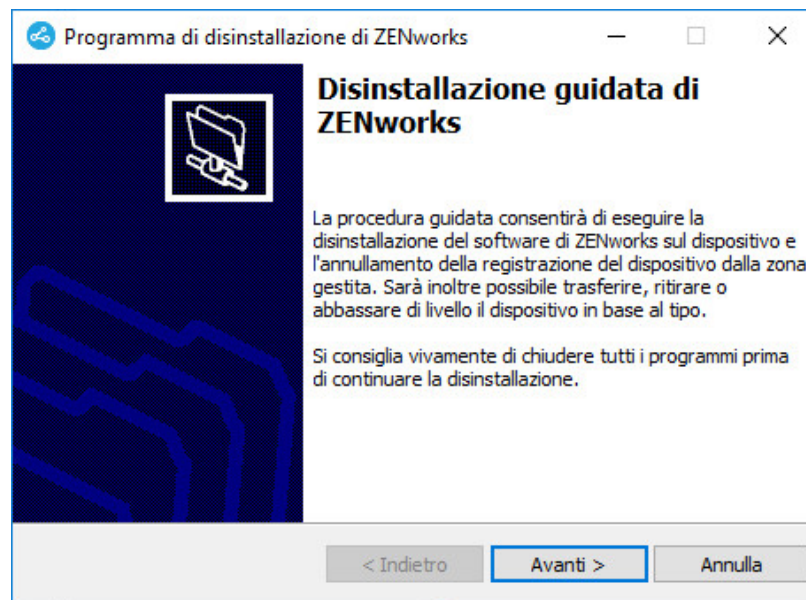 Programma di disinstallazione di ZENworks
Disinstallazione guidata di
ZENworks
La procedura guidata consentirà di eseguire la
disinstallazione del software di ZENworks sul dispositivo e
l'annullamento della registrazione del dispositivo dalla zona
gestita. Sarà inoltre possibile trasferire, ritirare o
abbassare di livello il dispositivo in base al tipo.
Si consiglia vivamente di chiudere tutti i programmi prima
di continuare la disinstallazione.
< Indietro
Avanti >
Annulla